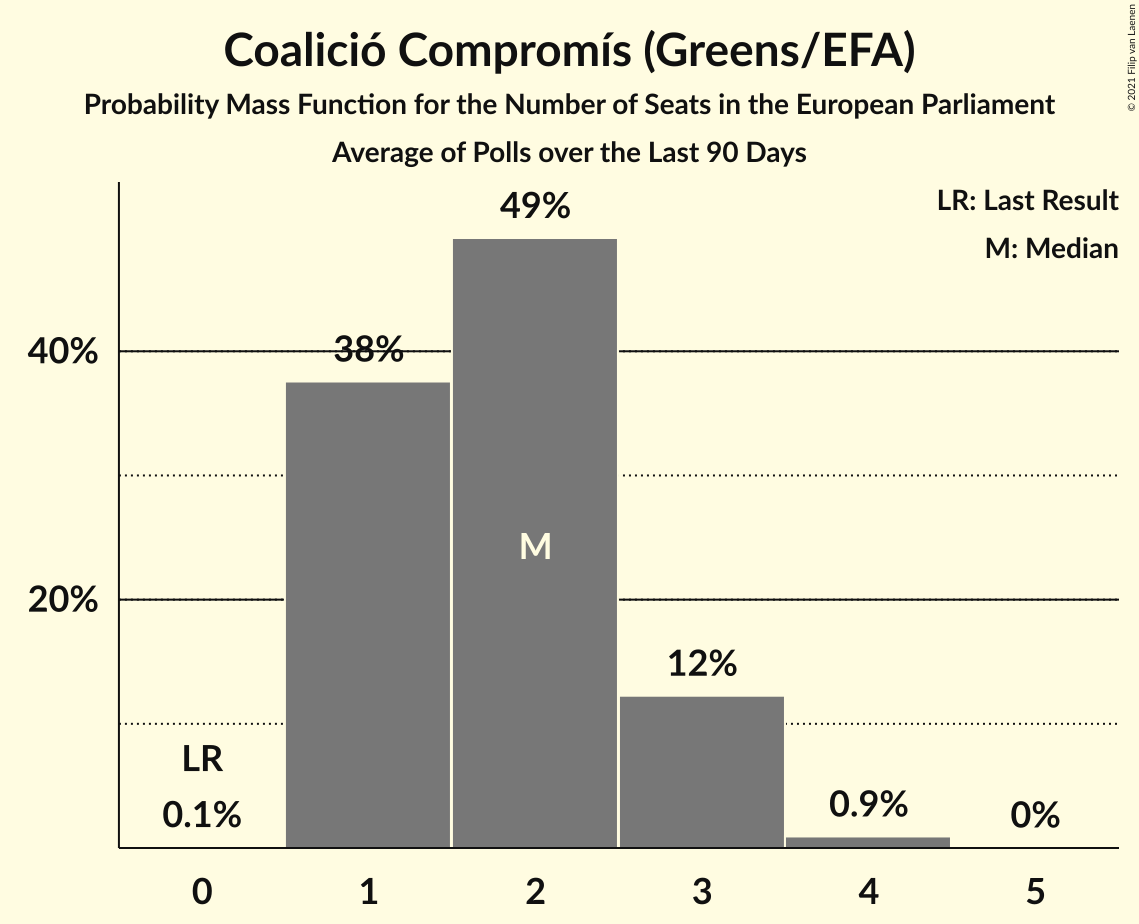 Coalició Compromís (Greens/EFA)
Probability Mass Function for the Number of Seats in the European Parliament
Average of Polls over the Last 90 Days
© 2021 Filip van Laenen
LR: Last Result
M: Median
49%
40%
38%
M
20%
12%
LR
0.1%
0.9%
0%
0 1 2 3 4 5